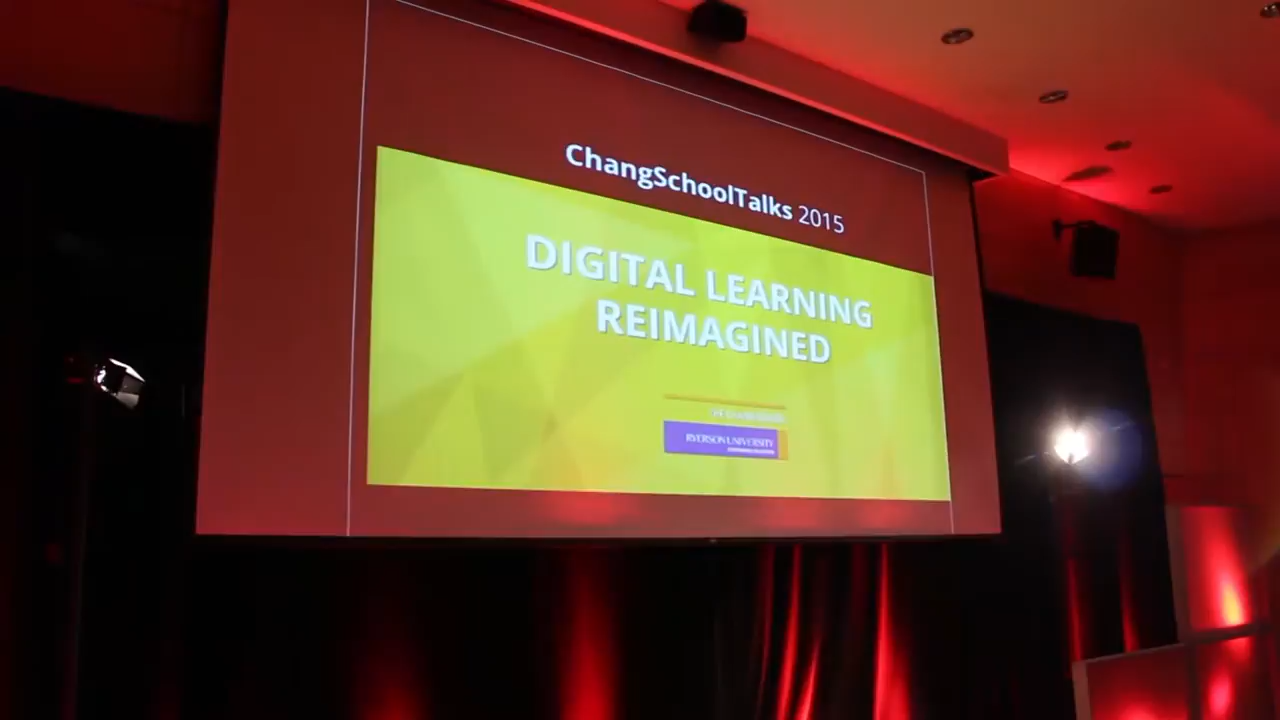 ChangSchoolTalks 2015
DIGITAL LEARNING
REIMAGINED
RYERSON UNIVERSITY